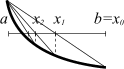 a x₂ x₁ b=x₀